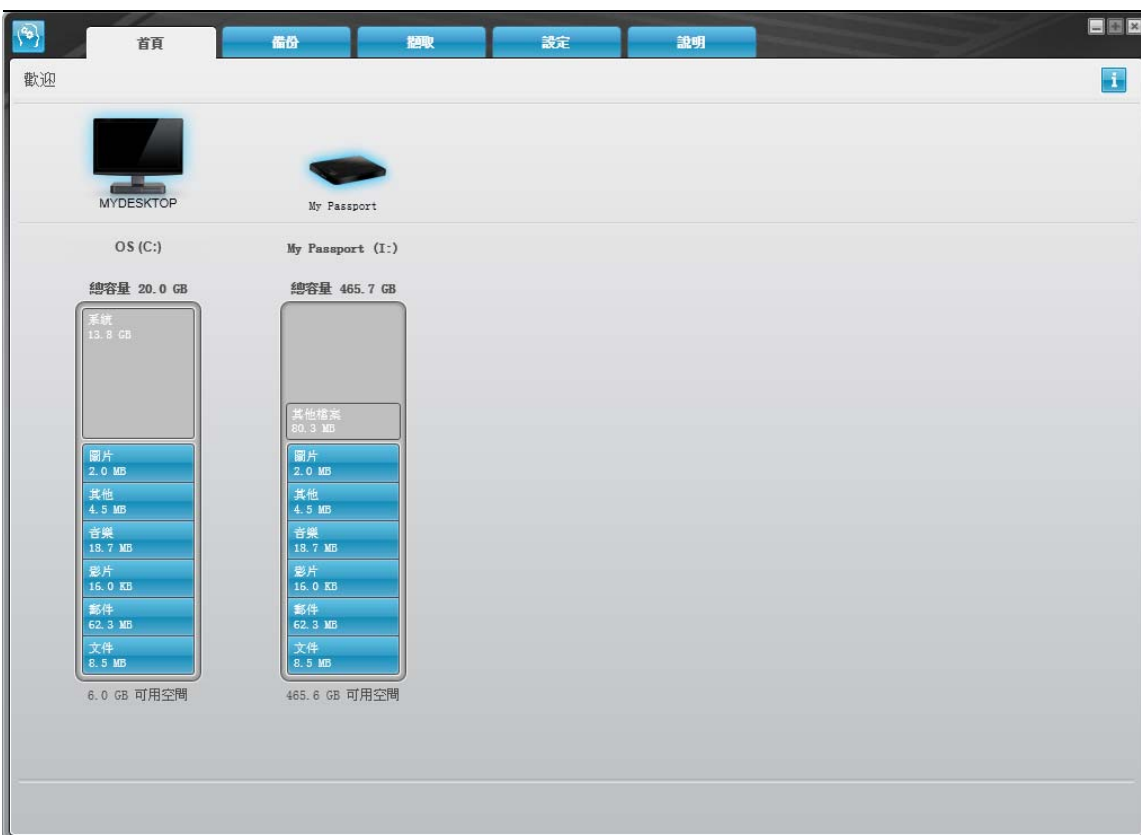 首頁 備份 擷取 設定 說明
歡迎
MYDESKTOP
My Passport
OS (C:)
My Passport (I:)
總容量 20.0 GB
總容量 465.7 GB
系統
13.8 GB
圖片
2.0 MB
其他
4.5 MB
音樂
18.7 MB
影片
16.0 KB
郵件
62.3 MB
文件
8.5 MB
6.0 GB 可用空間
其他檔案
80.3 MB
圖片
2.0 MB
其他
4.5 MB
音樂
18.7 MB
影片
16.0 KB
郵件
62.3 MB
文件
8.5 MB
465.6 GB 可用空間